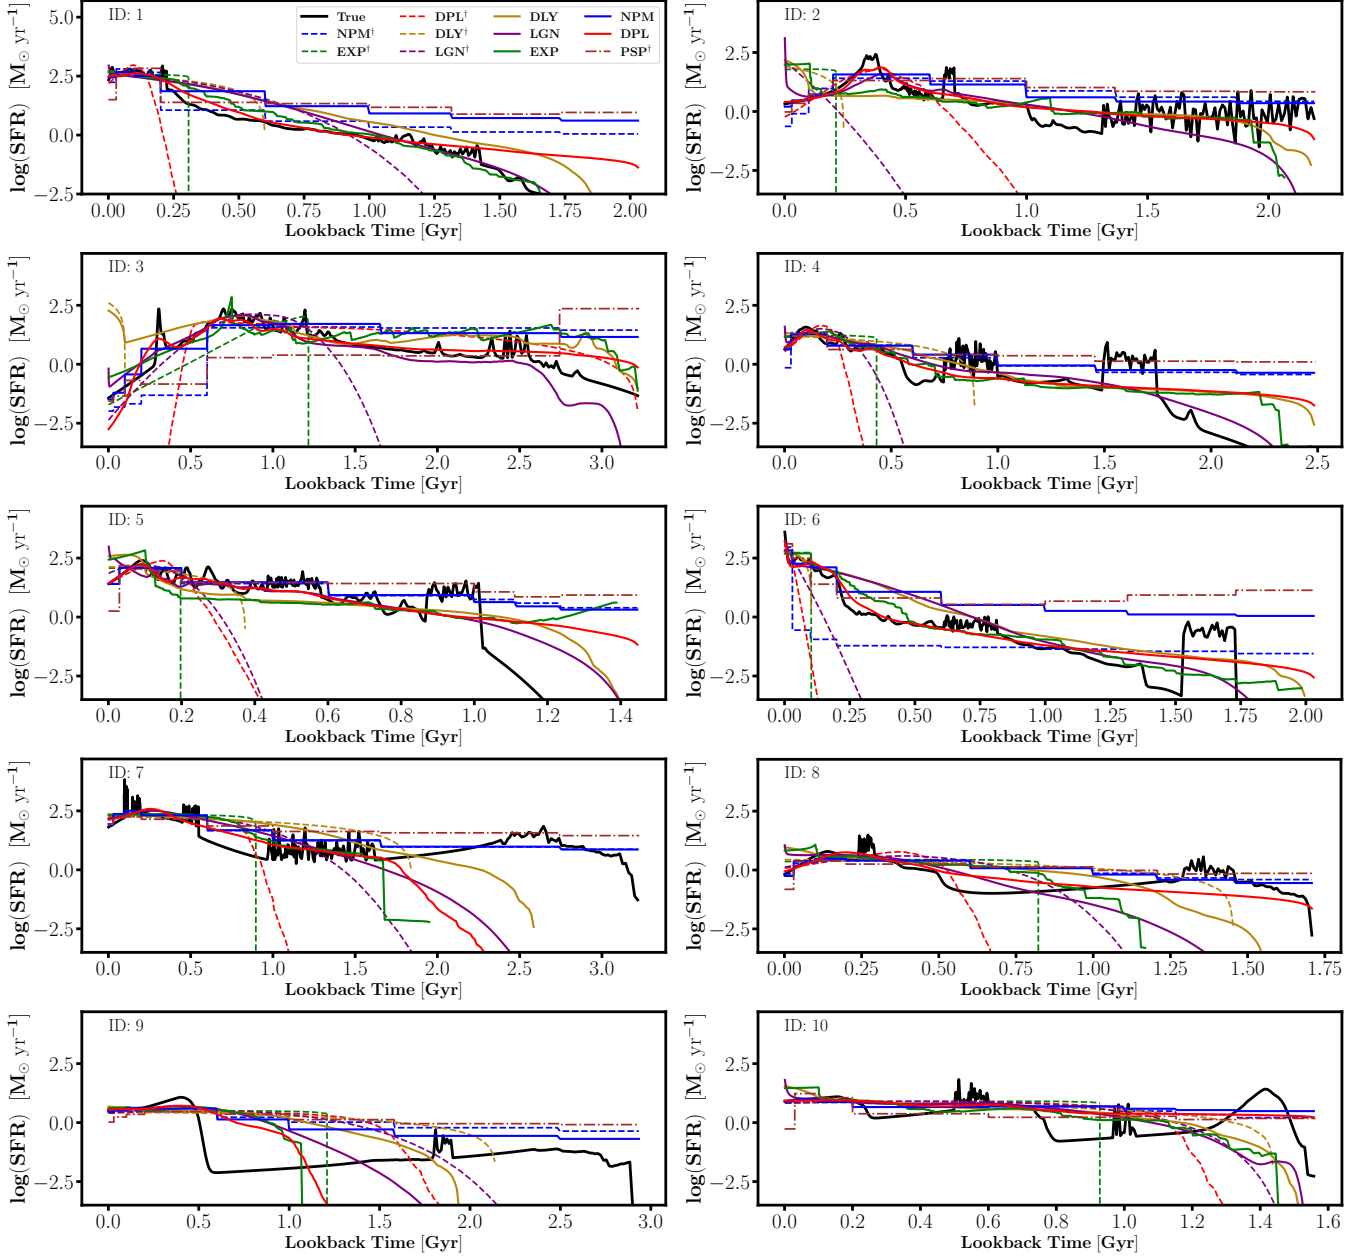 ID: 1
True
NPM†
EXP†
DPL†
DLY†
LGN†
DLY
LGN
EXP
NPM
DPL
PSP†
log(SFR) [M⊙ yr−1]
5.0
2.5
0.0
−2.5
0.00 0.25 0.50 0.75 1.00 1.25 1.50 1.75 2.00
Lookback Time [Gyr]
ID: 2
log(SFR) [M⊙ yr−1]
2.5
0.0
−2.5
0.0 0.5 1.0 1.5 2.0
Lookback Time [Gyr]
ID: 3
log(SFR) [M⊙ yr−1]
2.5
0.0
−2.5
0.0 0.5 1.0 1.5 2.0 2.5 3.0
Lookback Time [Gyr]
ID: 4
log(SFR) [M⊙ yr−1]
2.5
0.0
−2.5
0.0 0.5 1.0 1.5 2.0 2.5
Lookback Time [Gyr]
ID: 5
log(SFR) [M⊙ yr−1]
2.5
0.0
−2.5
0.0 0.2 0.4 0.6 0.8 1.0 1.2 1.4
Lookback Time [Gyr]
ID: 6
log(SFR) [M⊙ yr−1]
2.5
0.0
−2.5
0.00 0.25 0.50 0.75 1.00 1.25 1.50 1.75 2.00
Lookback Time [Gyr]
ID: 7
log(SFR) [M⊙ yr−1]
2.5
0.0
−2.5
0.0 0.5 1.0 1.5 2.0 2.5 3.0
Lookback Time [Gyr]
ID: 8
log(SFR) [M⊙ yr−1]
2.5
0.0
−2.5
0.00 0.25 0.50 0.75 1.00 1.25 1.50 1.75
Lookback Time [Gyr]
ID: 9
log(SFR) [M⊙ yr−1]
2.5
0.0
−2.5
0.0 0.5 1.0 1.5 2.0 2.5 3.0
Lookback Time [Gyr]
ID: 10
log(SFR) [M⊙ yr−1]
2.5
0.0
−2.5
0.0 0.2 0.4 0.6 0.8 1.0 1.2 1.4 1.6
Lookback Time [Gyr]